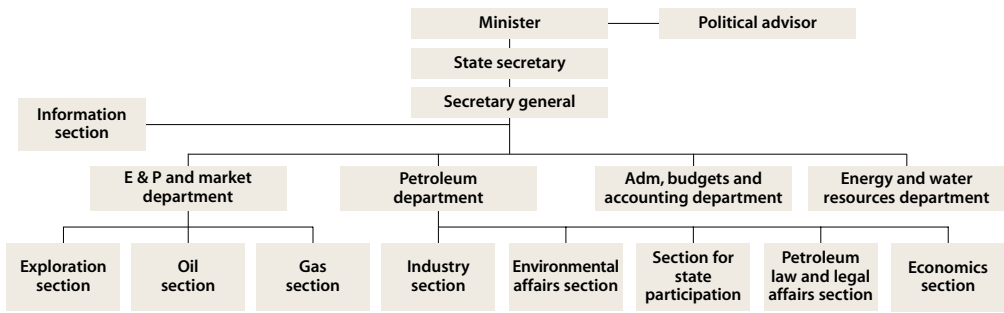 Minister
Political advisor
State secretary
Secretary general
Information
section
E & P and market
department
Petroleum
department
Adm, budgets and
accounting department
Energy and water
resources department
Exploration
section
Oil
section
Gas
section
Industry
section
Environmental
affairs section
Section for
state
participation
Petroleum
law and legal
affairs section
Economics
section